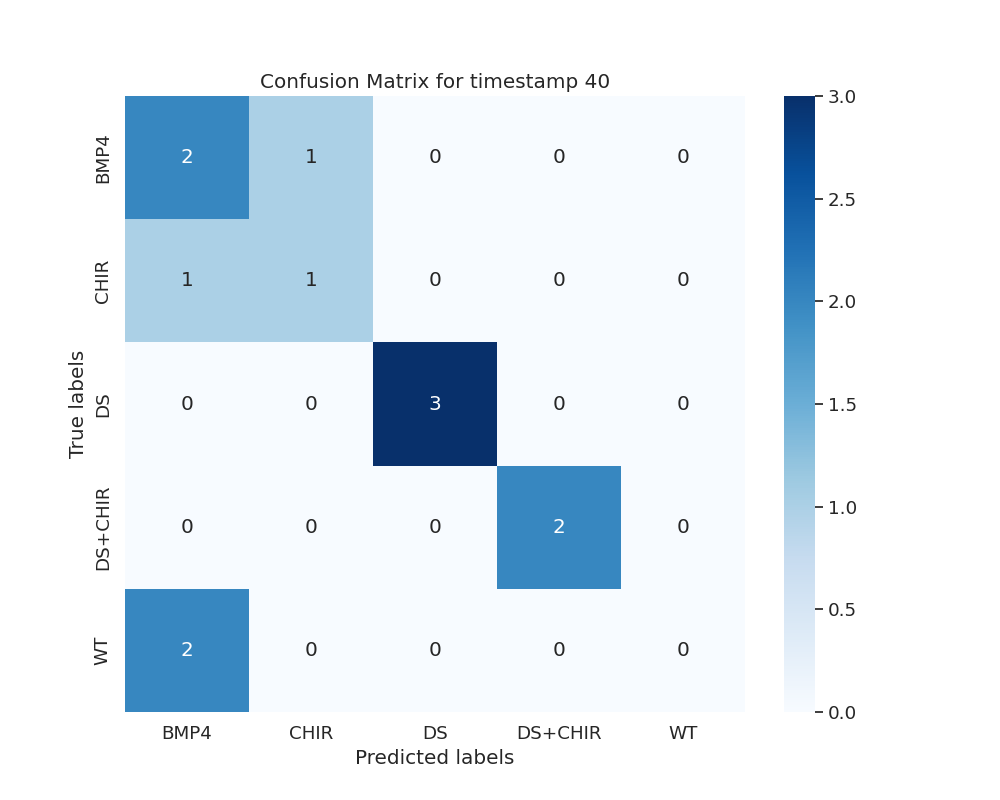 Confusion Matrix for timestamp 40
True labels
BMP4 2 1 0 0 0
CHIR 1 1 0 0 0
DS 0 0 3 0 0
DS+CHIR 0 0 0 2 0
WT 2 0 0 0 0
BMP4 CHIR DS DS+CHIR WT
Predicted labels
3.0
2.5
2.0
1.5
1.0
0.5
0.0